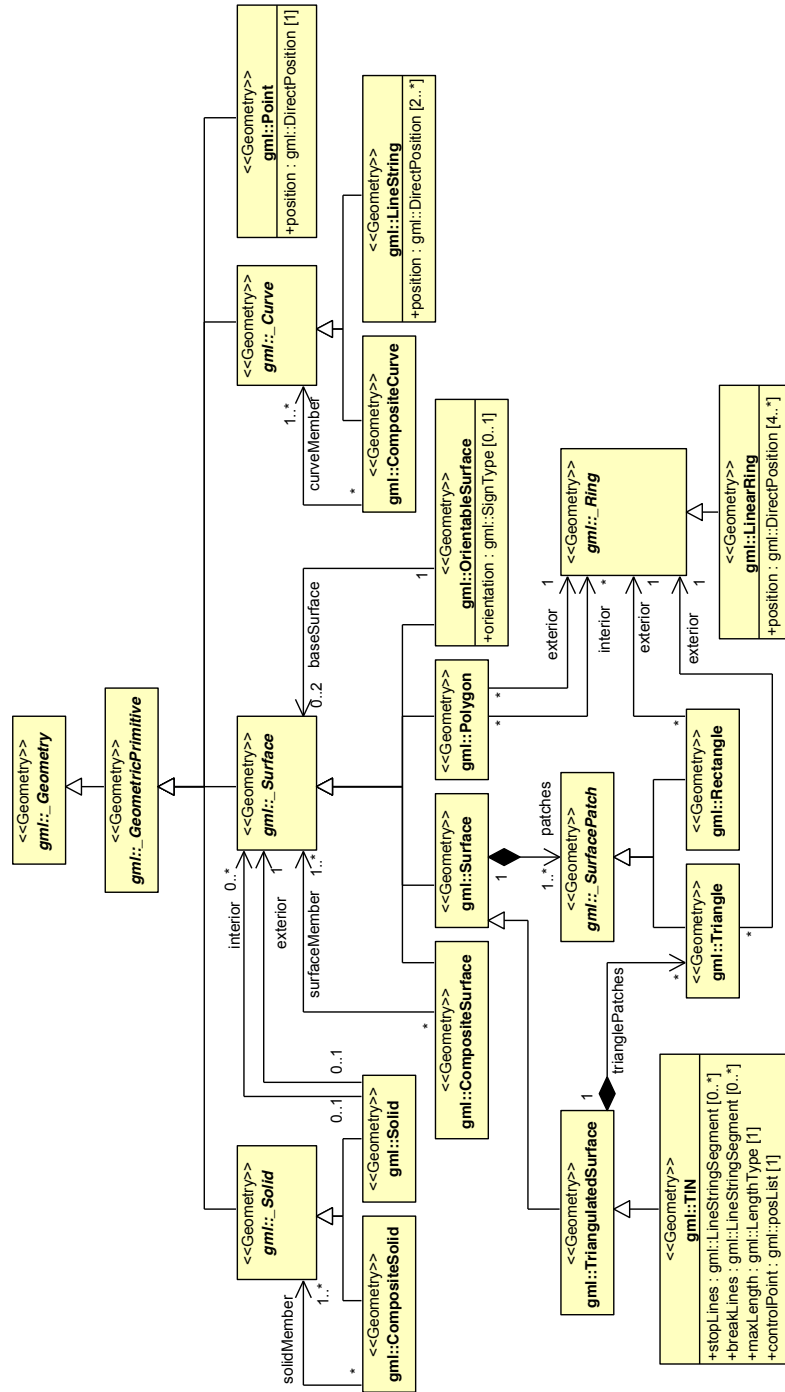 <<Geometry>>
gml::_Geometry
<<Geometry>>
gml::_GeometricPrimitive
<<Geometry>>
gml::_Solid
<<Geometry>>
gml::_Surface
<<Geometry>>
gml::_Curve
<<Geometry>>
gml::Point
+position : gml::DirectPosition [1]
solidMember
1..*
*
<<Geometry>>
gml::CompositeSolid
<<Geometry>>
gml::Solid
interior
0..*
0..1
exterior
1
0..1
surfaceMember
1..*
*
baseSurface
0..2
1
curveMember
1..*
*
<<Geometry>>
gml::CompositeCurve
<<Geometry>>
gml::LineString
+position : gml::DirectPosition [2..*]
<<Geometry>>
gml::CompositeSurface
<<Geometry>>
gml::Surface
<<Geometry>>
gml::Polygon
<<Geometry>>
gml::OrientableSurface
+orientation : gml::SignType [0..1]
1
patches
1..*
*
exterior
1
*
interior
*
<<Geometry>>
gml::TriangulatedSurface
<<Geometry>>
gml::_SurfacePatch
<<Geometry>>
gml::_Ring
1
trianglePatches
*
*
exterior
1
*
exterior
1
<<Geometry>>
gml::TIN
+stopLines : gml::LineStringSegment [0..*]
+breakLines : gml::LineStringSegment [0..*]
+maxLength : gml::LengthType [1]
+controlPoint : gml::posList [1]
<<Geometry>>
gml::Triangle
<<Geometry>>
gml::Rectangle
<<Geometry>>
gml::LinearRing
+position : gml::DirectPosition [4..*]